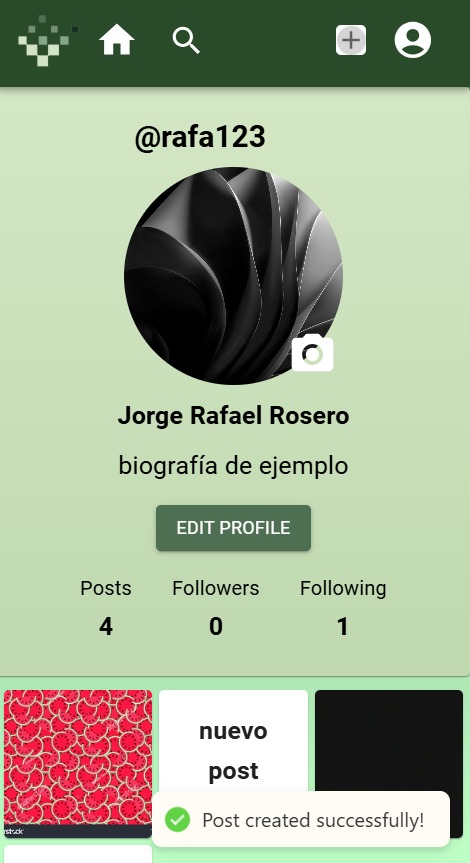 @rafa123
Jorge Rafael Rosero
biografía de ejemplo
EDIT PROFILE
Posts Followers Following
4 0 1
nuevo
post
Post created successfully!